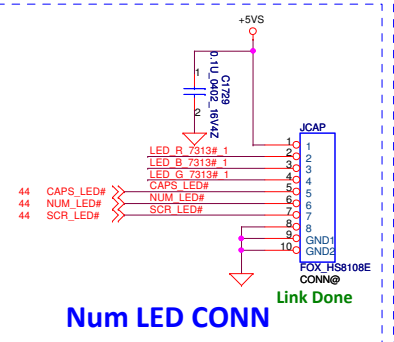 +5VS
1
0.1U_0402_16V4Z
C1729
2
JCAP
1 1
LED_R_7313#_1 2 2
LED_B_7313#_1 3 3
LED_G_7313#_1 4 4
44 CAPS_LED# CAPS_LED# 5 5
44 NUM_LED# NUM_LED# 6 6
44 SCR_LED# SCR_LED# 7 7
8 8
9 GND1
10 GND2
FOX_HS8108E
CONN@
Link Done
Num LED CONN